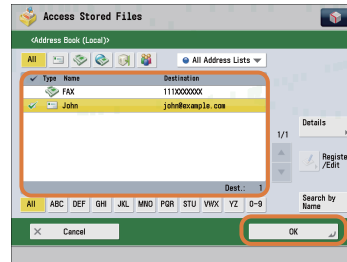 Access Stored Files
<Address Book (Local)>
All
All Address Lists
Type Name Destination
FAX 111XXXXXXX
John john@example.com
1/1
Details
Dest.: 1
All ABC DEF GHI JKL MNO PQR STU VWX YZ 0-9
Search by
Name
Cancel
OK